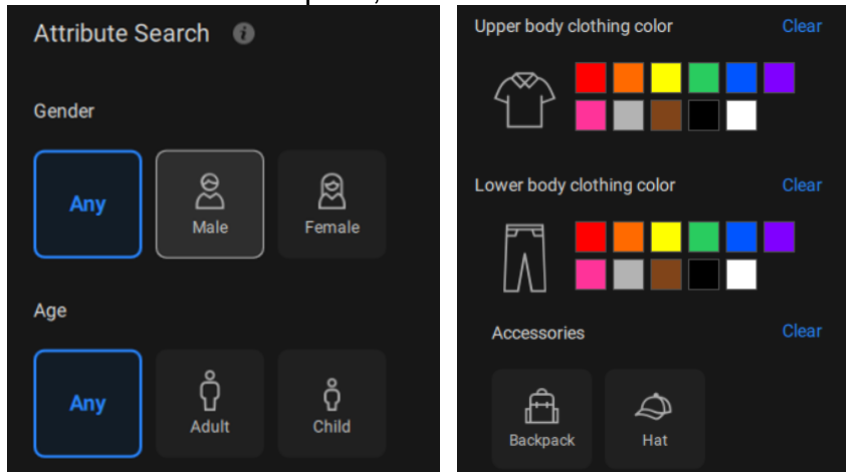 Attribute Search
Gender
Any
Male
Female
Age
Any
Adult
Child
Upper body clothing color
Clear
Lower body clothing color
Clear
Accessories
Clear
Backpack
Hat